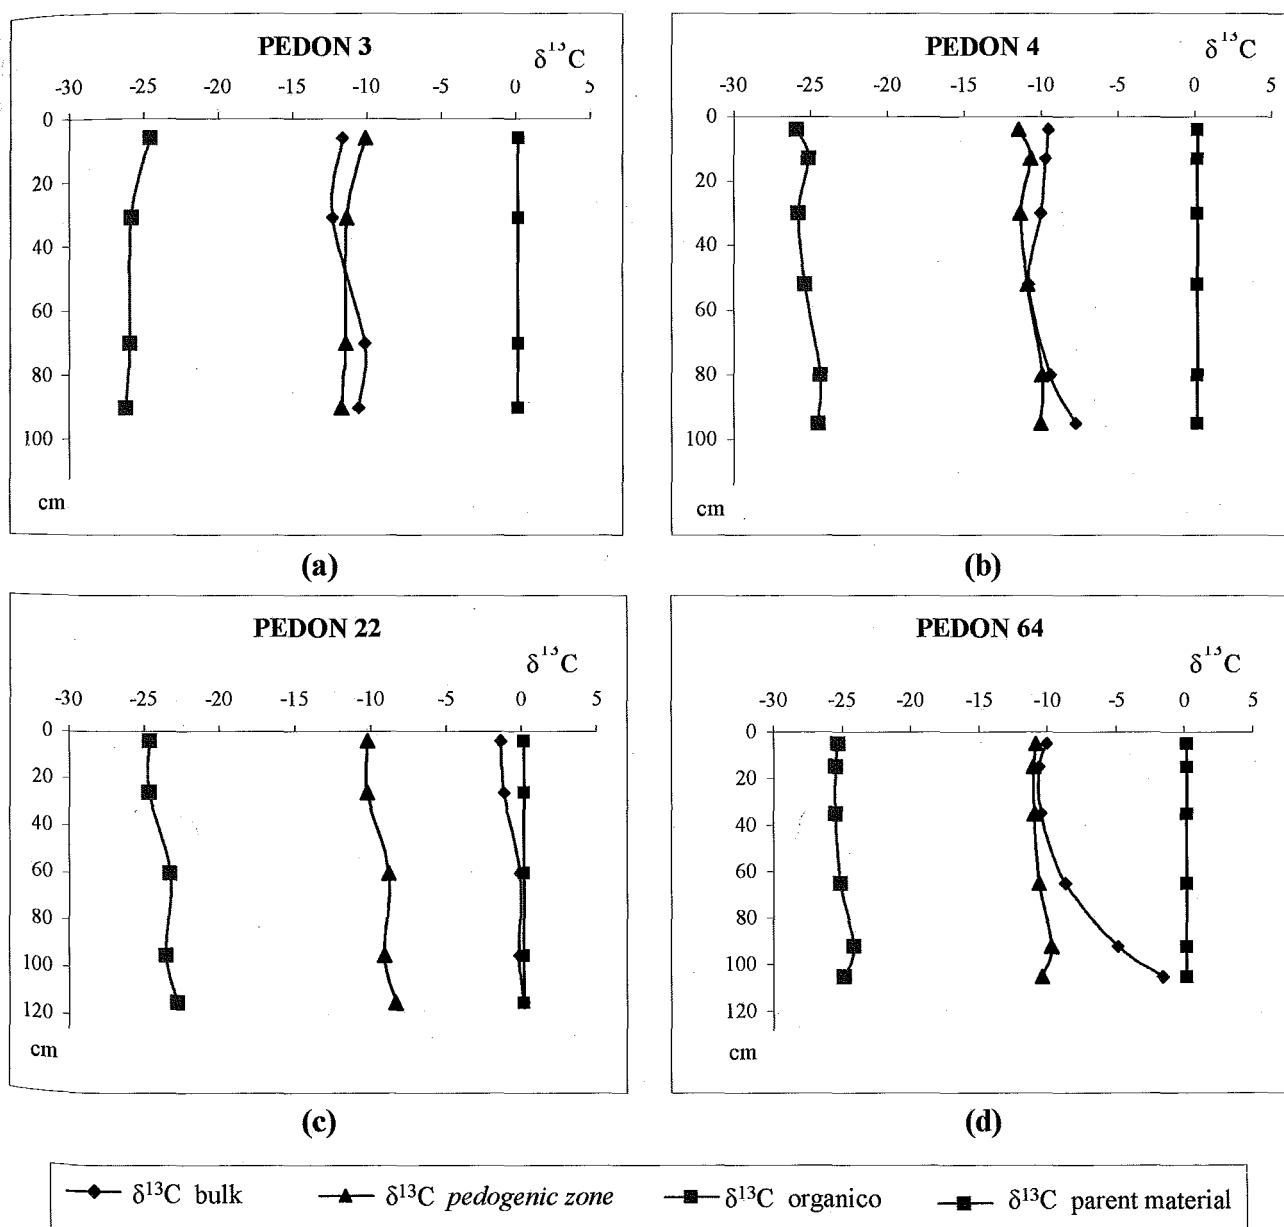 PEDON 3
δ¹³C
-30 -25 -20 -15 -10 -5 0 5
0
20
40
60
80
100
cm
(a)
PEDON 4
δ¹³C
-30 -25 -20 -15 -10 -5 0 5
0
20
40
60
80
100
cm
(b)
PEDON 22
δ¹³C
-30 -25 -20 -15 -10 -5 0 5
0
20
40
60
80
100
120
cm
(c)
PEDON 64
δ¹³C
-30 -25 -20 -15 -10 -5 0 5
0
20
40
60
80
100
120
cm
(d)
δ¹³C bulk δ¹³C pedogenic zone δ¹³C organico δ¹³C parent material